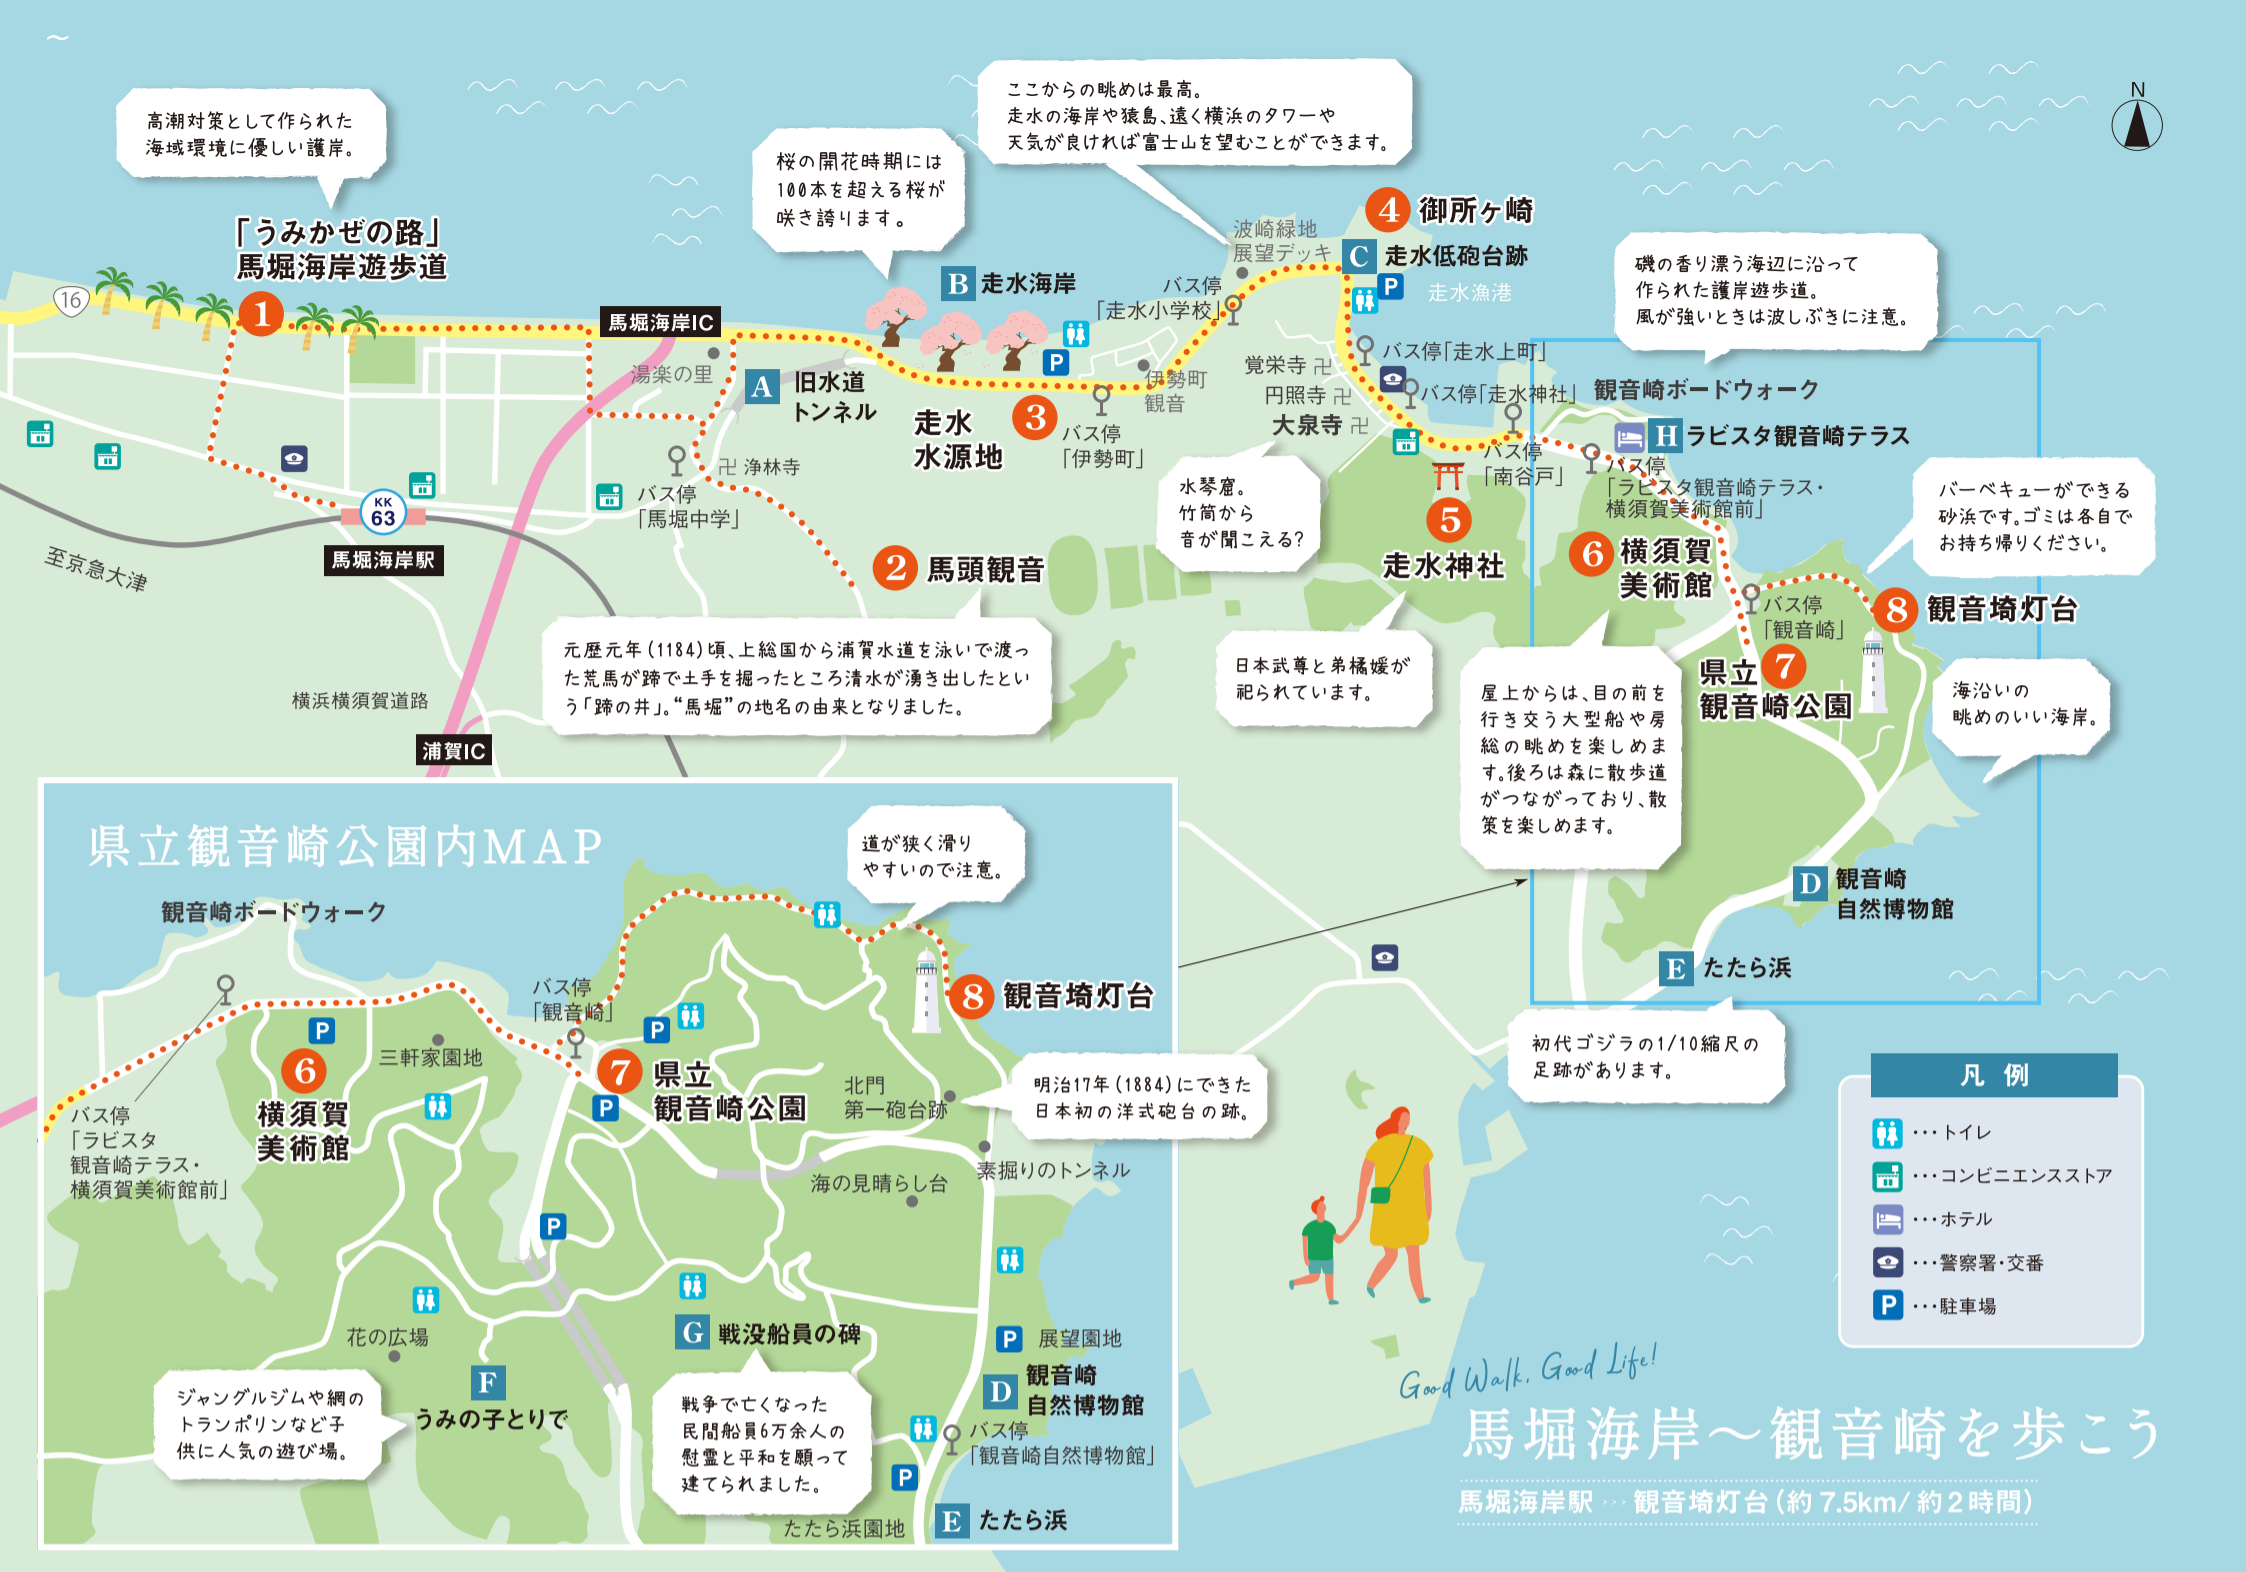 〜
高潮対策として作られた
海域環境に優しい護岸。
「うみかぜの路」
馬堀海岸遊歩道
1
16
桜の開花時期には
100本を超える桜が
咲き誇ります。
ここからの眺めは最高。
走水の海岸や猿島、遠く横浜のタワーや
天気が良ければ富士山を望むことができます。
N
4 御所ヶ崎
波崎緑地
展望デッキ
C 走水低砲台跡
P
走水漁港
B 走水海岸
バス停
「走水小学校」
磯の香り漂う海辺に沿って
作られた護岸遊歩道。
風が強いときは波しぶきに注意。
馬堀海岸IC
湯楽の里
A 旧水道
トンネル
P
伊勢町
観音
走水
水源地
3
バス停
「伊勢町」
バス停「走水上町」
覚栄寺 卍
円照寺 卍
大泉寺 卍
バス停「走水神社」
観音崎ボードウォーク
H ラビスタ観音崎テラス
バス停
「南谷戸」
バス停
「ラビスタ観音崎テラス・
横須賀美術館前」
卍 浄林寺
バス停
「馬堀中学」
KK
63
馬堀海岸駅
至京急大津
水琴窟。
竹筒から
音が聞こえる?
5
走水神社
6 横須賀
美術館
バーベキューができる
砂浜です。ゴミは各自で
お持ち帰りください。
2 馬頭観音
元歴元年(1184)頃、上総国から浦賀水道を泳いで渡っ
た荒馬が蹄で土手を掘ったところ清水が湧き出したとい
う「蹄の井」。“馬堀”の地名の由来となりました。
バス停
「観音崎」
8 観音埼灯台
日本武尊と弟橘媛が
祀られています。
屋上からは、目の前を
行き交う大型船や房
総の眺めを楽しめま
す。後ろは森に散歩道
がつながっており、散
策を楽しめます。
県立 7
観音崎公園
海沿いの
眺めのいい海岸。
横浜横須賀道路
浦賀IC
D 観音崎
自然博物館
E たたら浜
初代ゴジラの1/10縮尺の
足跡があります。
県立観音崎公園内MAP
道が狭く滑り
やすいので注意。
観音崎ボードウォーク
バス停
「観音崎」
P
8 観音埼灯台
P
6
横須賀
美術館
三軒家園地
7 県立
観音崎公園
P
北門
第一砲台跡
明治17年(1884)にできた
日本初の洋式砲台の跡。
バス停
「ラビスタ
観音崎テラス・
横須賀美術館前」
素掘りのトンネル
海の見晴らし台
P
花の広場
G 戦没船員の碑
P 展望園地
D 観音崎
自然博物館
ジャングルジムや網の
トランポリンなど子
供に人気の遊び場。
F
うみの子とりで
戦争で亡くなった
民間船員6万余人の
慰霊と平和を願って
建てられました。
バス停
「観音崎自然博物館」
P
たたら浜園地
E たたら浜
凡 例
・・・トイレ
・・・コンビニエンスストア
・・・ホテル
・・・警察署・交番
P ・・・駐車場
Good Walk, Good Life!
馬堀海岸〜観音崎を歩こう
馬堀海岸駅 ··· 観音埼灯台(約 7.5km/ 約 2 時間)